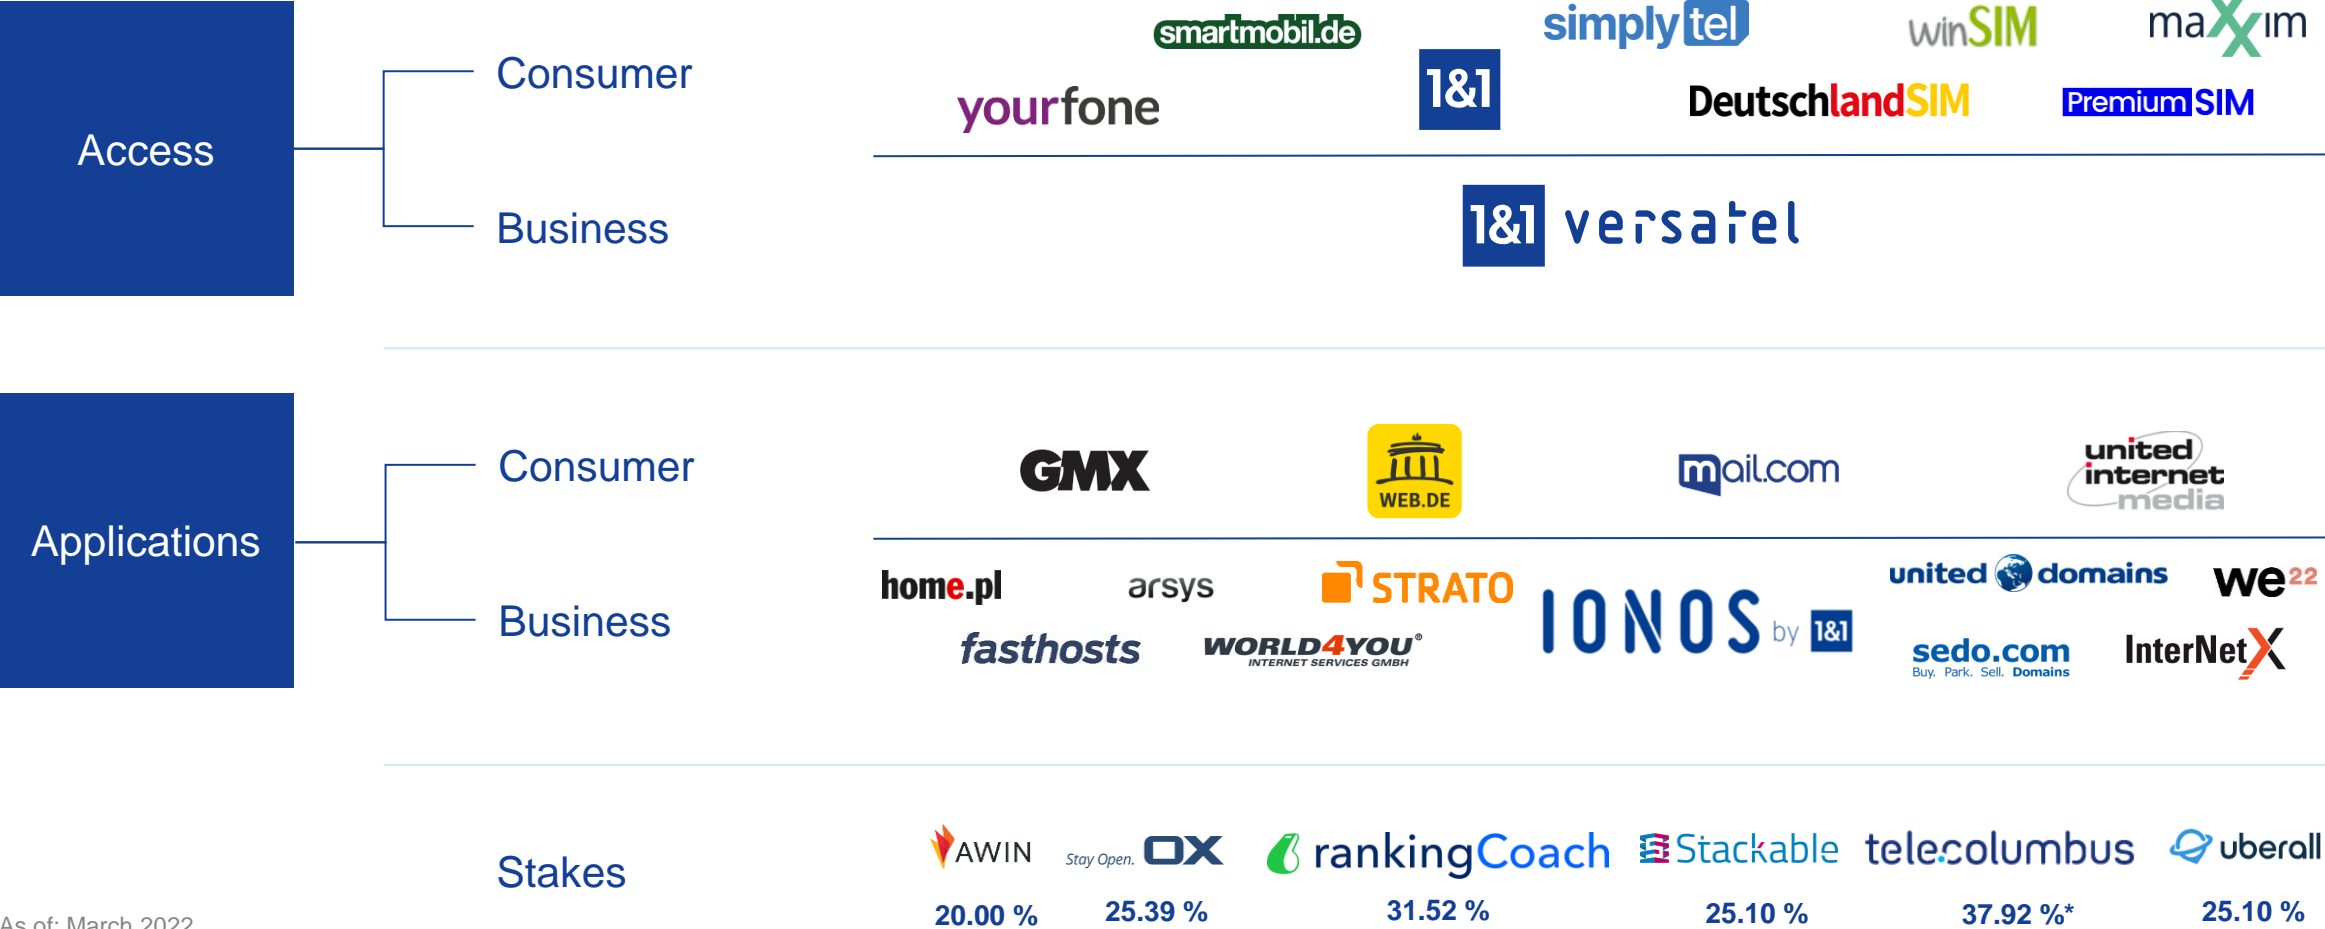 Access
Consumer
smartmobil.de
simplytel
winSIM
maXXim
yourfone
1&1
DeutschlandSIM
Premium SIM
Business
1&1 versatel
Applications
Consumer
GMX
WEB.DE
mail.com
united
internet
media
Business
home.pl
arsys
STRATO
IONOS by 1&1
united domains
we22
fasthosts
WORLD4YOU®
INTERNET SERVICES GMBH
sedo.com
Buy. Park. Sell. Domains
InterNetX
Stakes
AWIN
Stay Open. OX
rankingCoach
Stackable
telecolumbus
uberall
20.00 %
25.39 %
31.52 %
25.10 %
37.92 %*
25.10 %
As of: March 2022